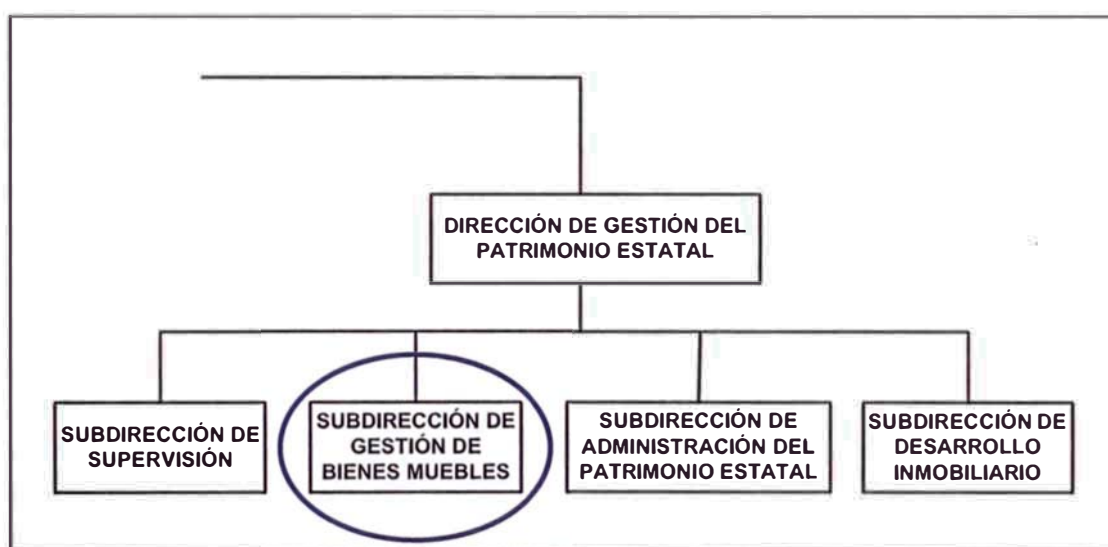 DIRECCIÓN DE GESTIÓN DEL
PATRIMONIO ESTATAL
SUBDIRECCIÓN DE
SUPERVISIÓN
SUBDIRECCIÓN DE
GESTIÓN DE
BIENES MUEBLES
SUBDIRECCIÓN DE
ADMINISTRACIÓN DEL
PATRIMONIO ESTATAL
SUBDIRECCIÓN DE
DESARROLLO
INMOBILIARIO